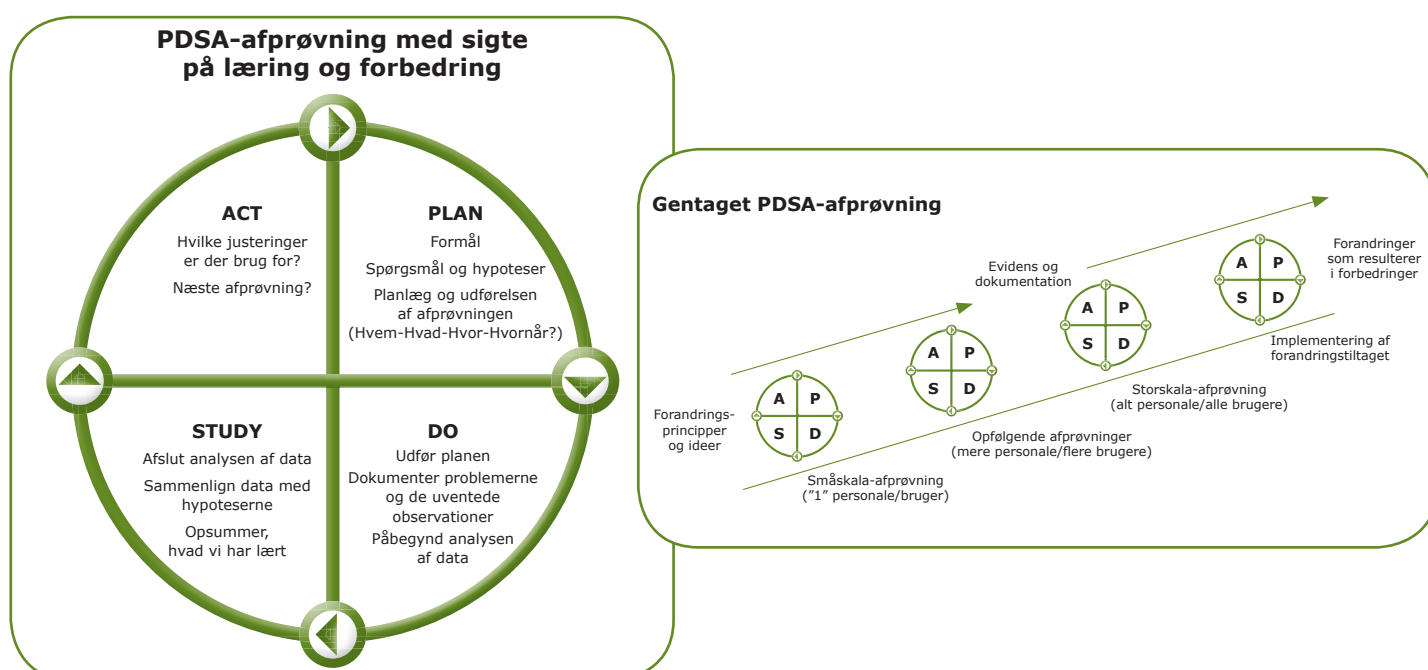 PDSA-afprøvning med sigte
på læring og forbedring
ACT
Hvilke justeringer
er der brug for?
Næste afprøvning?
PLAN
Formål
Spørgsmål og hypoteser
Planlæg og udførelsen
af afprøvningen
(Hvem-Hvad-Hvor-Hvornår?)
STUDY
Afslut analysen af data
Sammenlign data med
hypoteserne
Opsummer,
hvad vi har lært
DO
Udfør planen
Dokumenter problemerne
og de uventede
observationer
Påbegynd analysen
af data
Gentaget PDSA-afprøvning
Forandrings-
principper
og ideer
A P
S D
Småskala-afprøvning
(”1” personale/bruger)
A P
S D
Opfølgende afprøvninger
(mere personale/flere brugere)
Evidens og
dokumentation
A P
S D
Storskala-afprøvning
(alt personale/alle brugere)
A P
S D
Implementering af
forandringstiltaget
Forandringer
som resulterer
i forbedringer